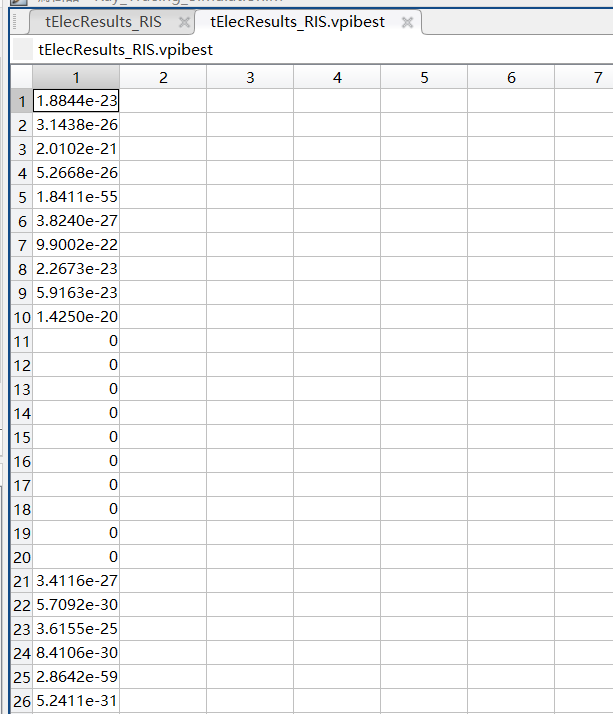 tElecResults_RIS tElecResults_RIS.vpibest
tElecResults_RIS.vpibest
1 2 3 4 5 6 7
1 1.8844e-23
2 3.1438e-26
3 2.0102e-21
4 5.2668e-26
5 1.8411e-55
6 3.8240e-27
7 9.9002e-22
8 2.2673e-23
9 5.9163e-23
10 1.4250e-20
11 0
12 0
13 0
14 0
15 0
16 0
17 0
18 0
19 0
20 0
21 3.4116e-27
22 5.7092e-30
23 3.6155e-25
24 8.4106e-30
25 2.8642e-59
26 5.2411e-31